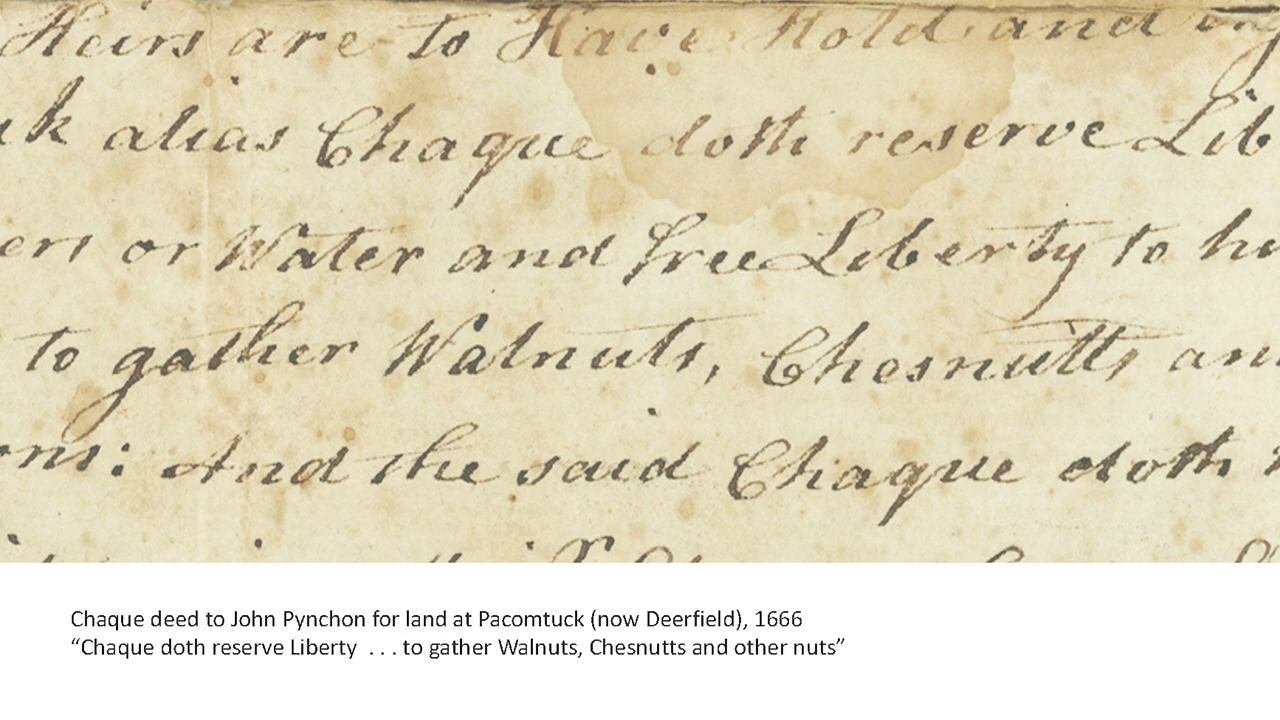 Heirs are to Have hold and
alias Chaque doth reserve Lib
or Water and free Liberty to
to gather Walnuts, Chesnutts an
And the said Chaque doth
Chaque deed to John Pynchon for land at Pacomtuck (now Deerfield), 1666
“Chaque doth reserve Liberty . . . to gather Walnuts, Chesnutts and other nuts”